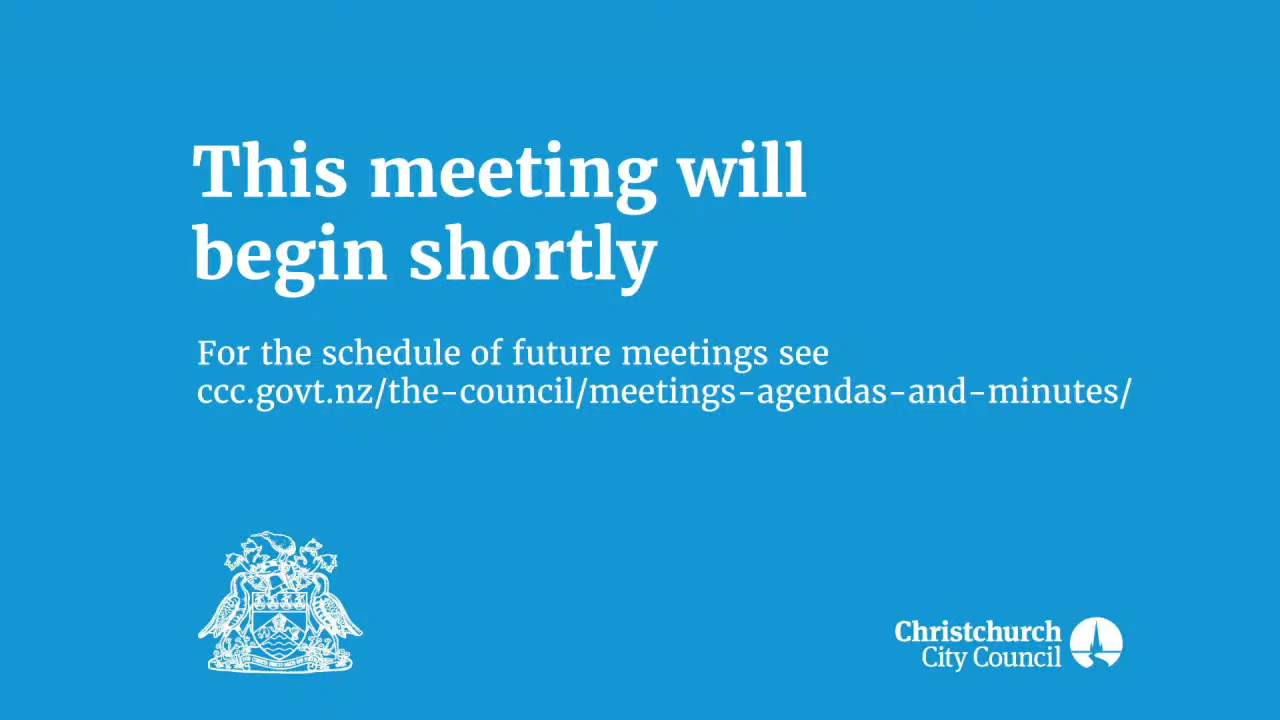 This meeting will
begin shortly
For the schedule of future meetings see
ccc.govt.nz/the-council/meetings-agendas-and-minutes/
Christchurch
City Council